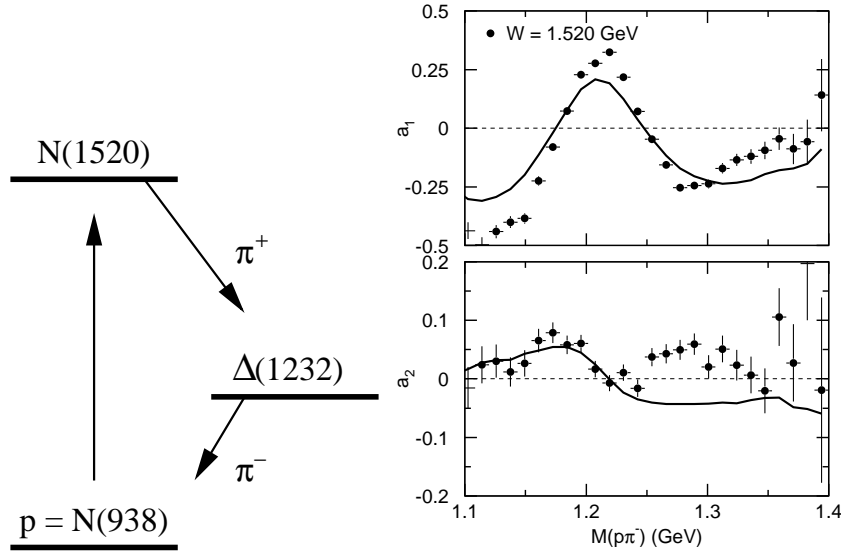 N(1520)
π⁺
Δ(1232)
π⁻
p = N(938)
W = 1.520 GeV
a₁
0.5
0.25
0
-0.25
-0.5
a₂
0.2
0.1
0
-0.1
-0.2
1.1 1.2 1.3 1.4
M(pπ⁻) (GeV)